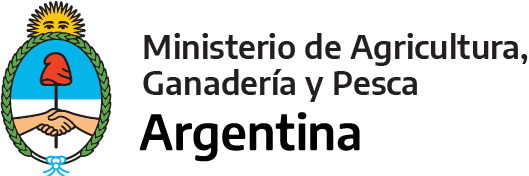 Ministerio de Agricultura,
Ganadería y Pesca
Argentina